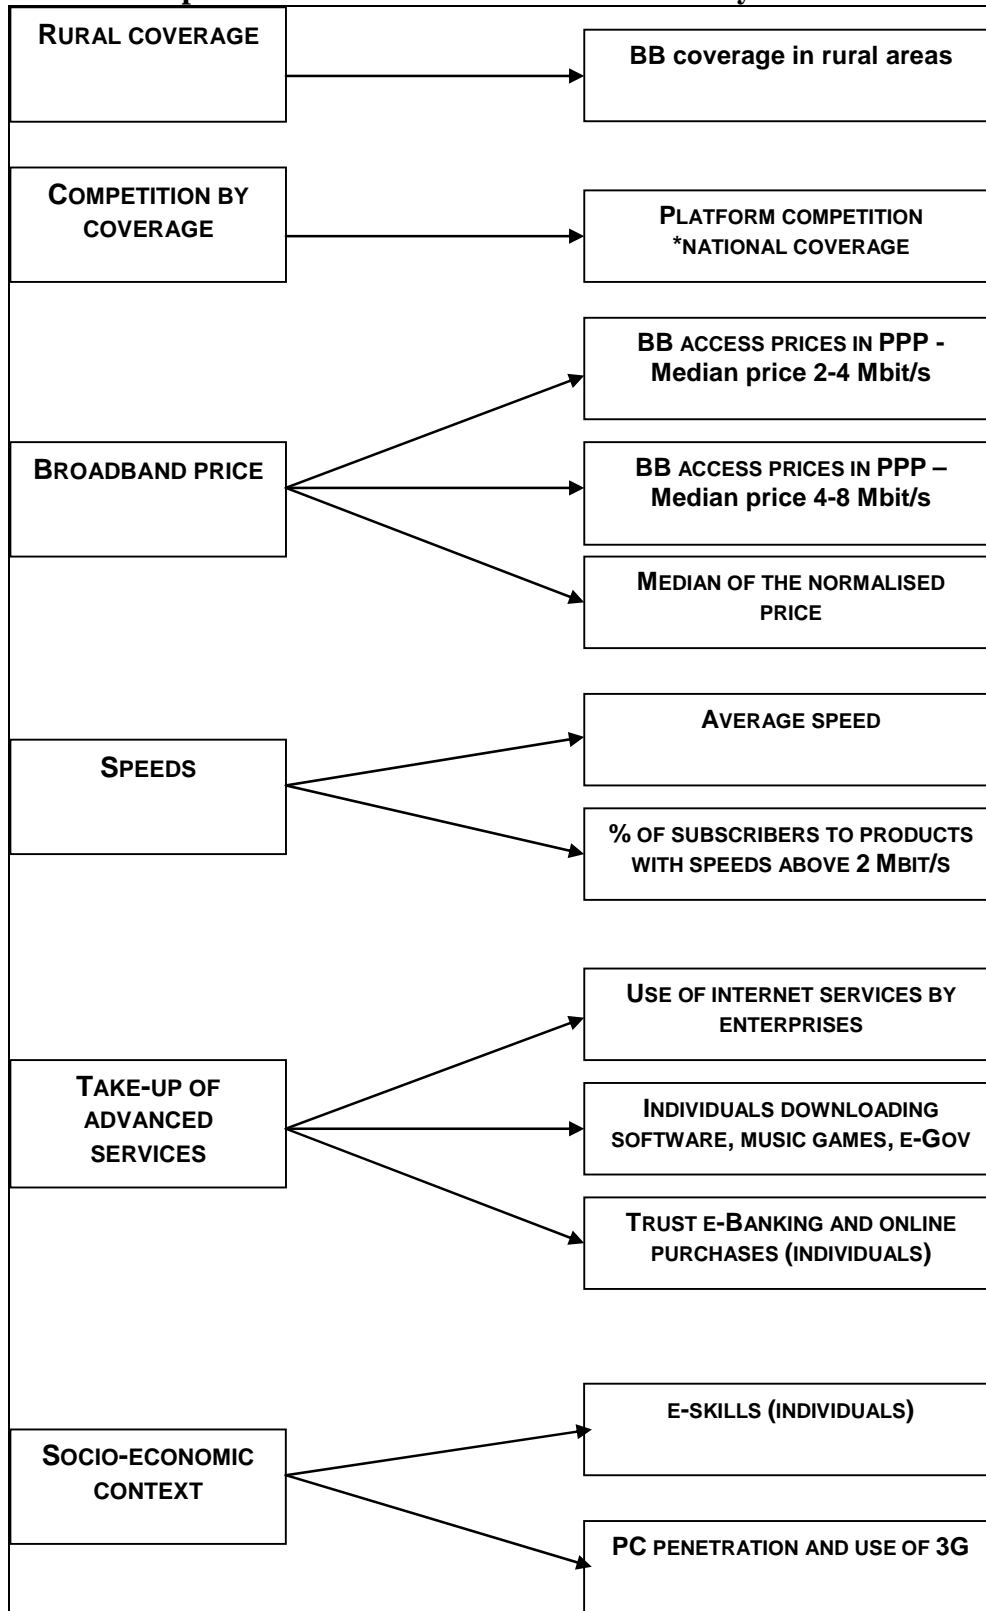 RURAL COVERAGE
BB coverage in rural areas
COMPETITION BY
COVERAGE
PLATFORM COMPETITION
*NATIONAL COVERAGE
BB ACCESS PRICES IN PPP -
Median price 2-4 Mbit/s
BROADBAND PRICE
BB ACCESS PRICES IN PPP –
Median price 4-8 Mbit/s
MEDIAN OF THE NORMALISED
PRICE
SPEEDS
AVERAGE SPEED
% OF SUBSCRIBERS TO PRODUCTS
WITH SPEEDS ABOVE 2 MBIT/S
USE OF INTERNET SERVICES BY
ENTERPRISES
TAKE-UP OF
ADVANCED
SERVICES
INDIVIDUALS DOWNLOADING
SOFTWARE, MUSIC GAMES, E-GOV
TRUST E-BANKING AND ONLINE
PURCHASES (INDIVIDUALS)
SOCIO-ECONOMIC
CONTEXT
E-SKILLS (INDIVIDUALS)
PC PENETRATION AND USE OF 3G